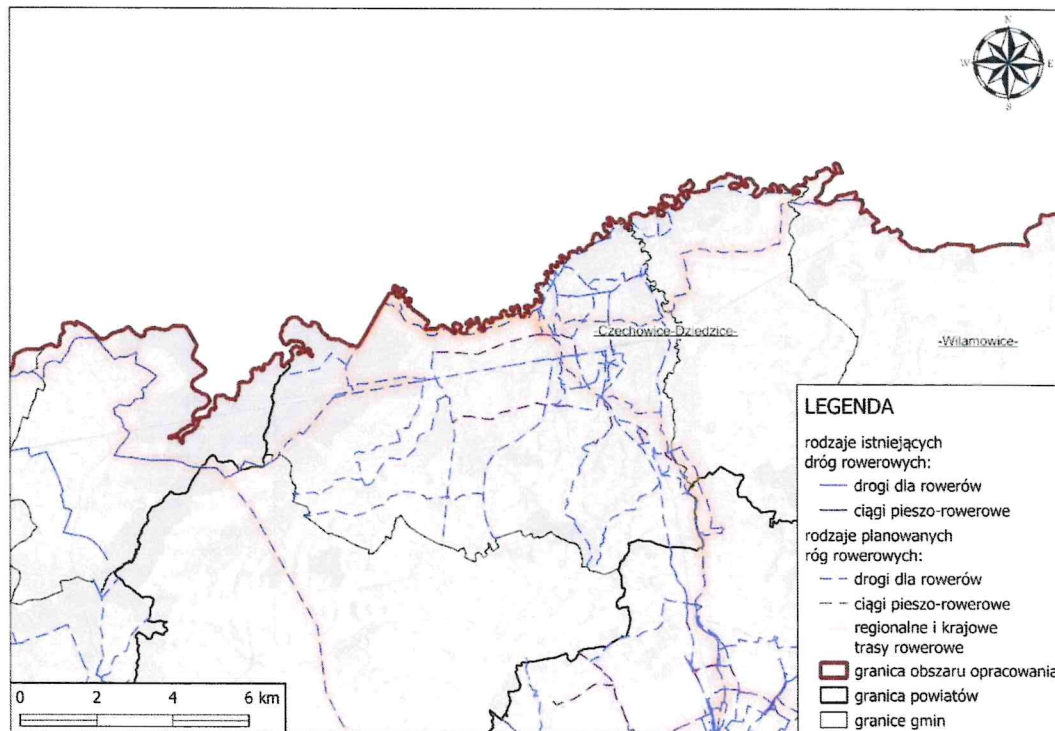 N
W
E
S
-Czechowice-Dziedzice-
-Wilamowice-
LEGENDA
rodzaje istniejących
dróg rowerowych:
drogi dla rowerów
ciągi pieszo-rowerowe
rodzaje planowanych
róg rowerowych:
drogi dla rowerów
ciągi pieszo-rowerowe
regionalne i krajowe
trasy rowerowe
granica obszaru opracowania
granica powiatów
granice gmin
0 2 4 6 km